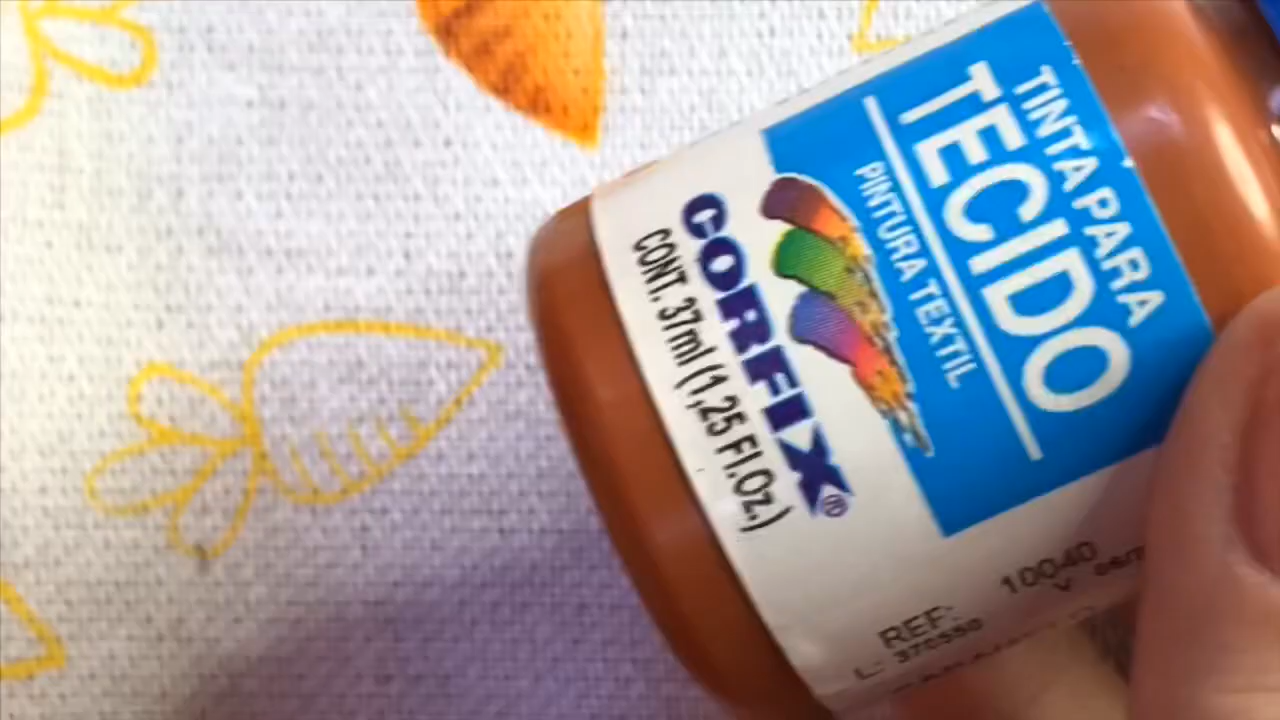 TINTA PARA
TECIDO
PINTURA TEXTIL
CORFIX®
CONT. 37ml (1,25 Fl.Oz.)
REF: 10040
L: